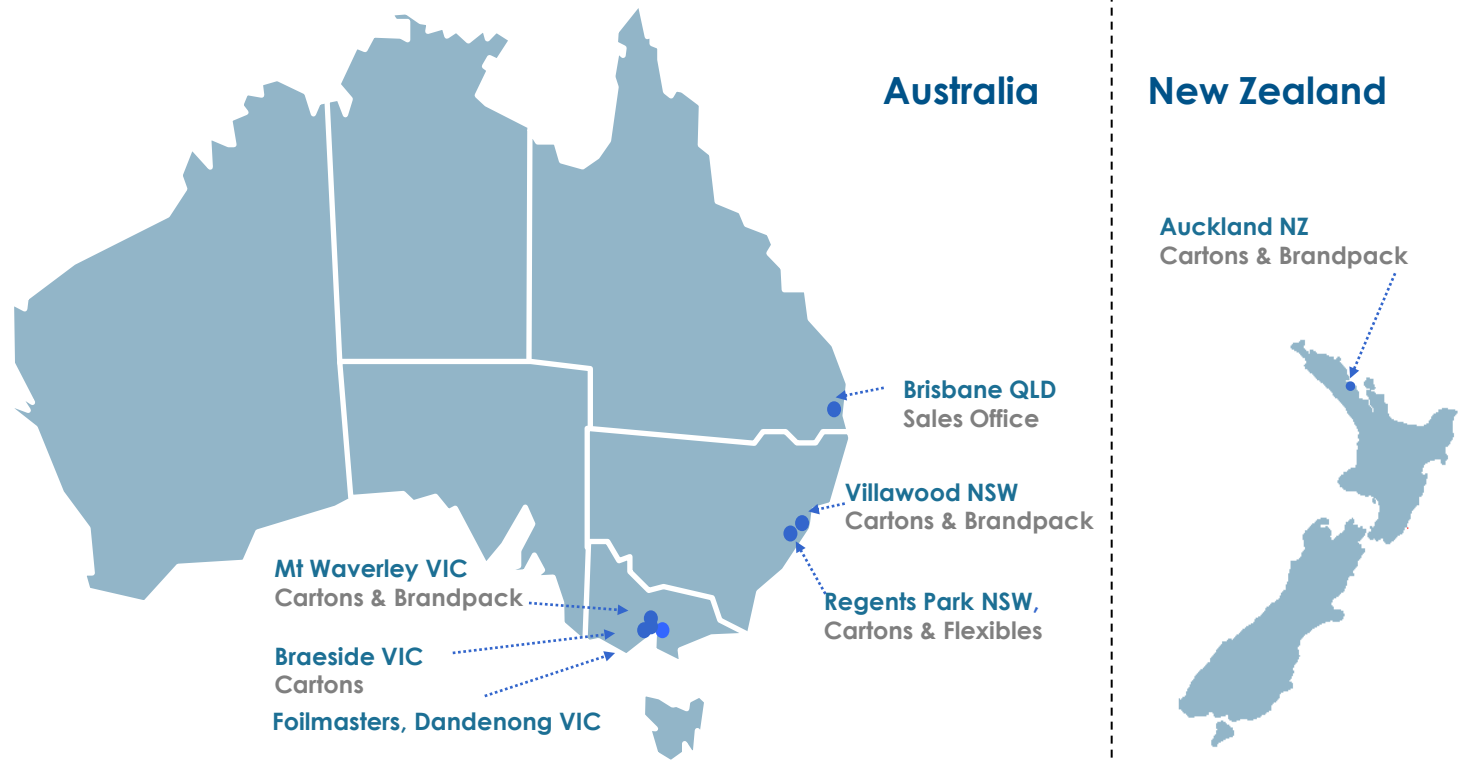 Australia
New Zealand
Auckland NZ
Cartons & Brandpack
Brisbane QLD
Sales Office
Villawood NSW
Cartons & Brandpack
Mt Waverley VIC
Cartons & Brandpack
Regents Park NSW,
Cartons & Flexibles
Braeside VIC
Cartons
Foilmasters, Dandenong VIC